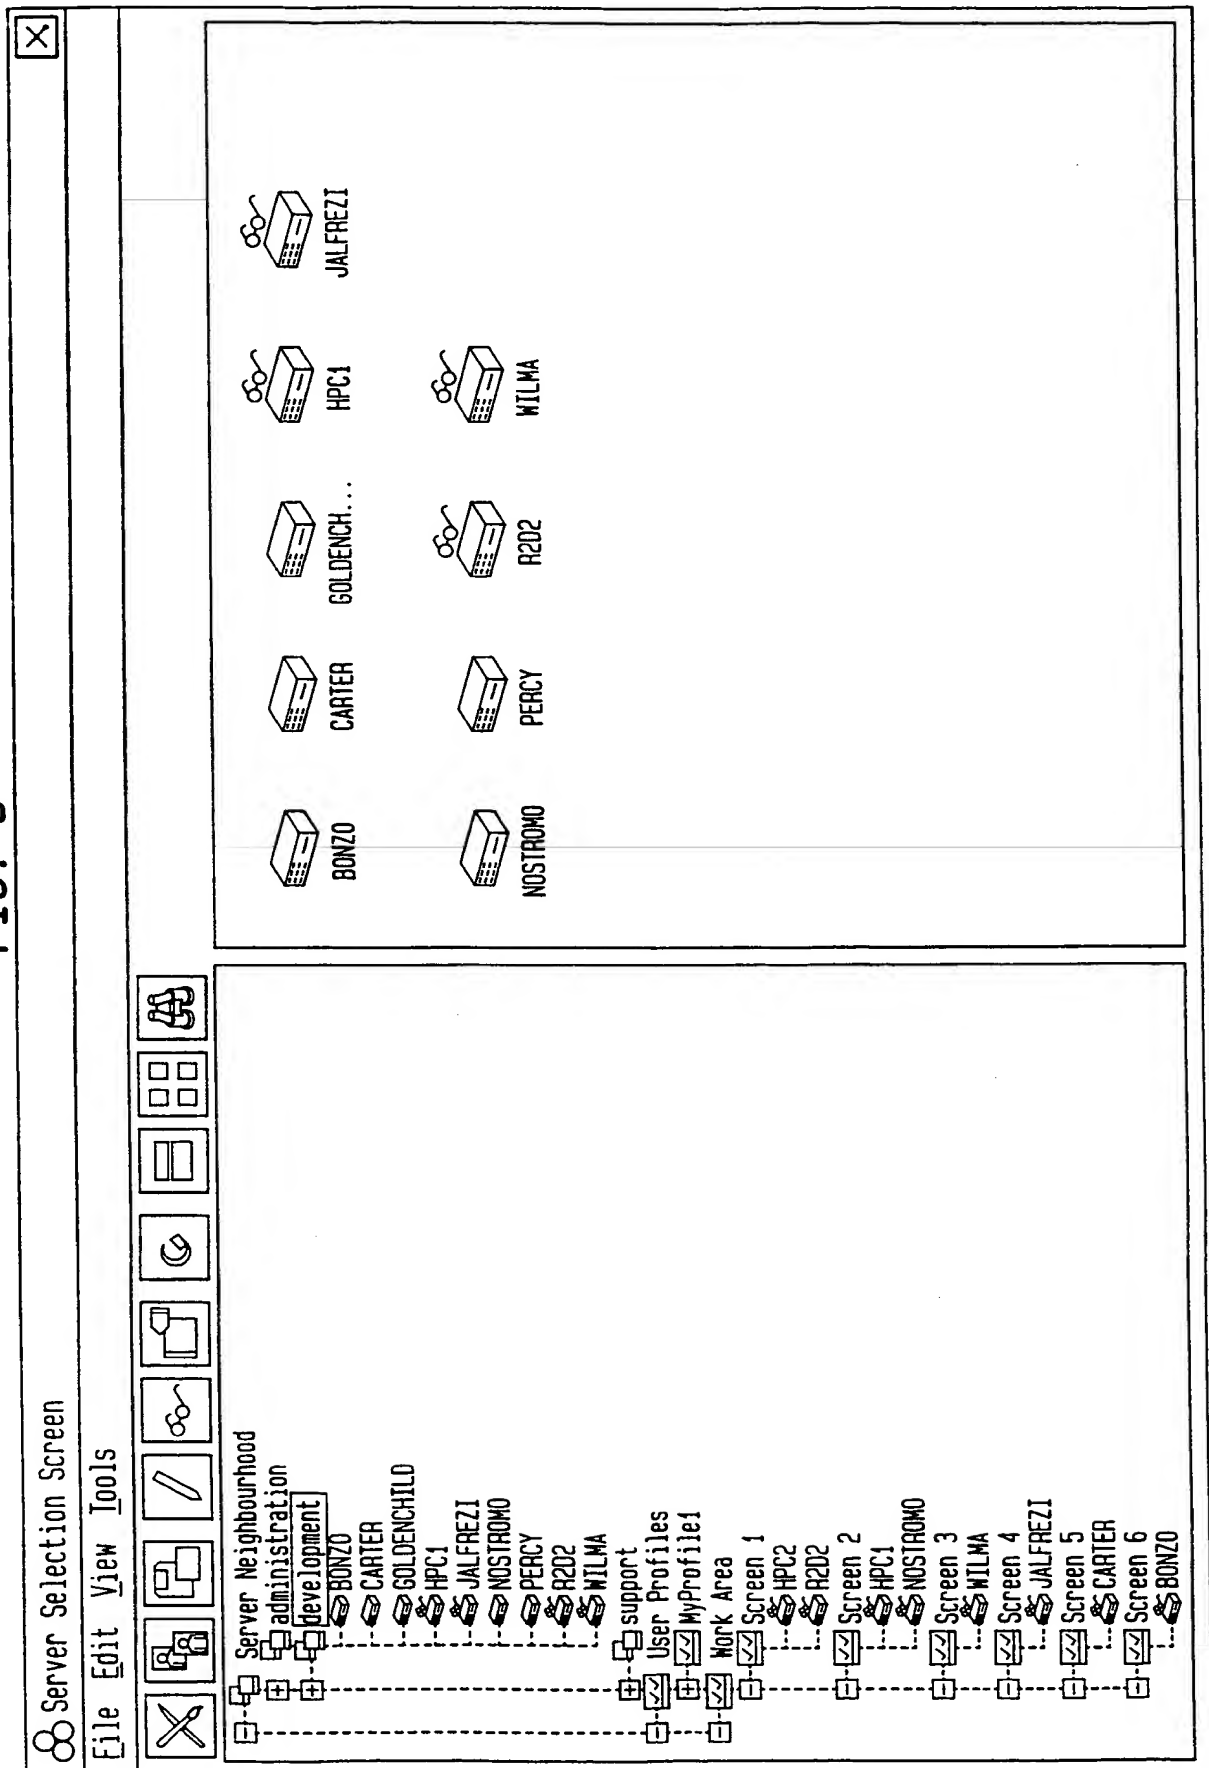 Server Selection Screen
File Edit View Tools
Server Neighbourhood
administration
development
BONZO
CARTER
GOLDENCHILD
HPC1
JALFREZI
NOSTROMO
PERCY
R2D2
WILMA
support
User Profiles
MyProfile1
Work Area
Screen 1
HPC2
R2D2
Screen 2
HPC1
NOSTROMO
Screen 3
WILMA
Screen 4
JALFREZI
Screen 5
CARTER
Screen 6
BONZO
BONZO CARTER GOLDENCH... HPC1 JALFREZI
NOSTROMO PERCY R2D2 WILMA